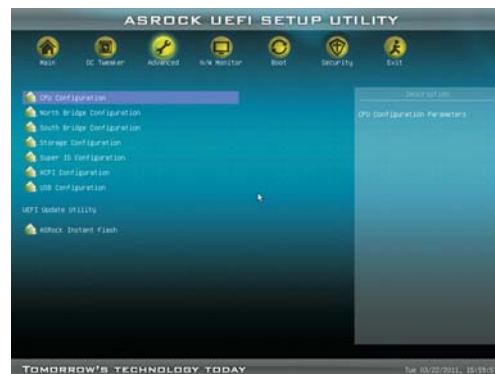 ASROCK UEFI SETUP UTILITY
Main OC Tweaker Advanced H/W Monitor Boot Security Exit
CPU Configuration
North Bridge Configuration
South Bridge Configuration
Storage Configuration
Super IO Configuration
ACPI Configuration
USB Configuration
UEFI Update Utility
ASRock Instant Flash
Description
CPU Configuration Parameters
TOMORROW'S TECHNOLOGY TODAY
Tue 03/22/2011,